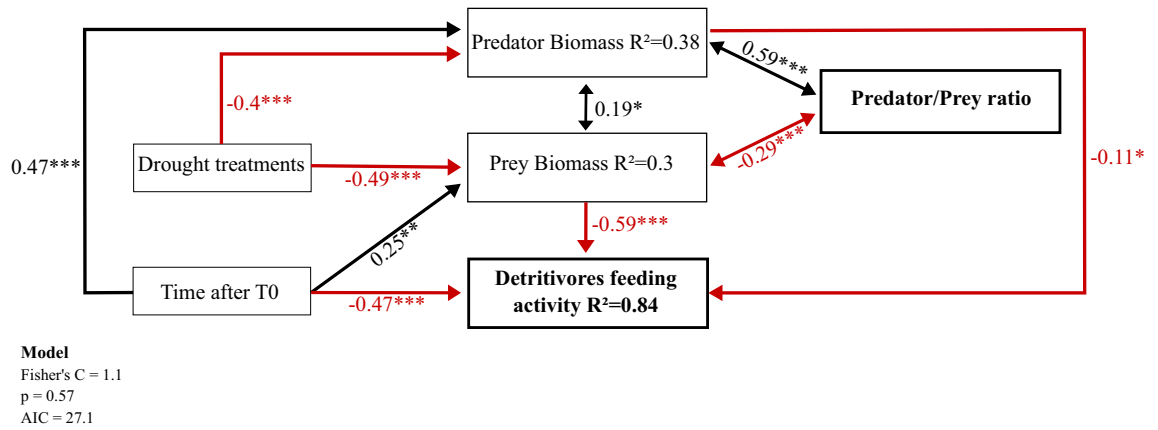 Predator Biomass R²=0.38
0.59***
Predator/Prey ratio
-0.4***
0.19*
0.47***
Drought treatments
-0.49***
Prey Biomass R²=0.3
-0.29***
-0.11*
0.25**
-0.59***
Time after T0
-0.47***
Detritivores feeding
activity R²=0.84
Model
Fisher's C = 1.1
p = 0.57
AIC = 27.1